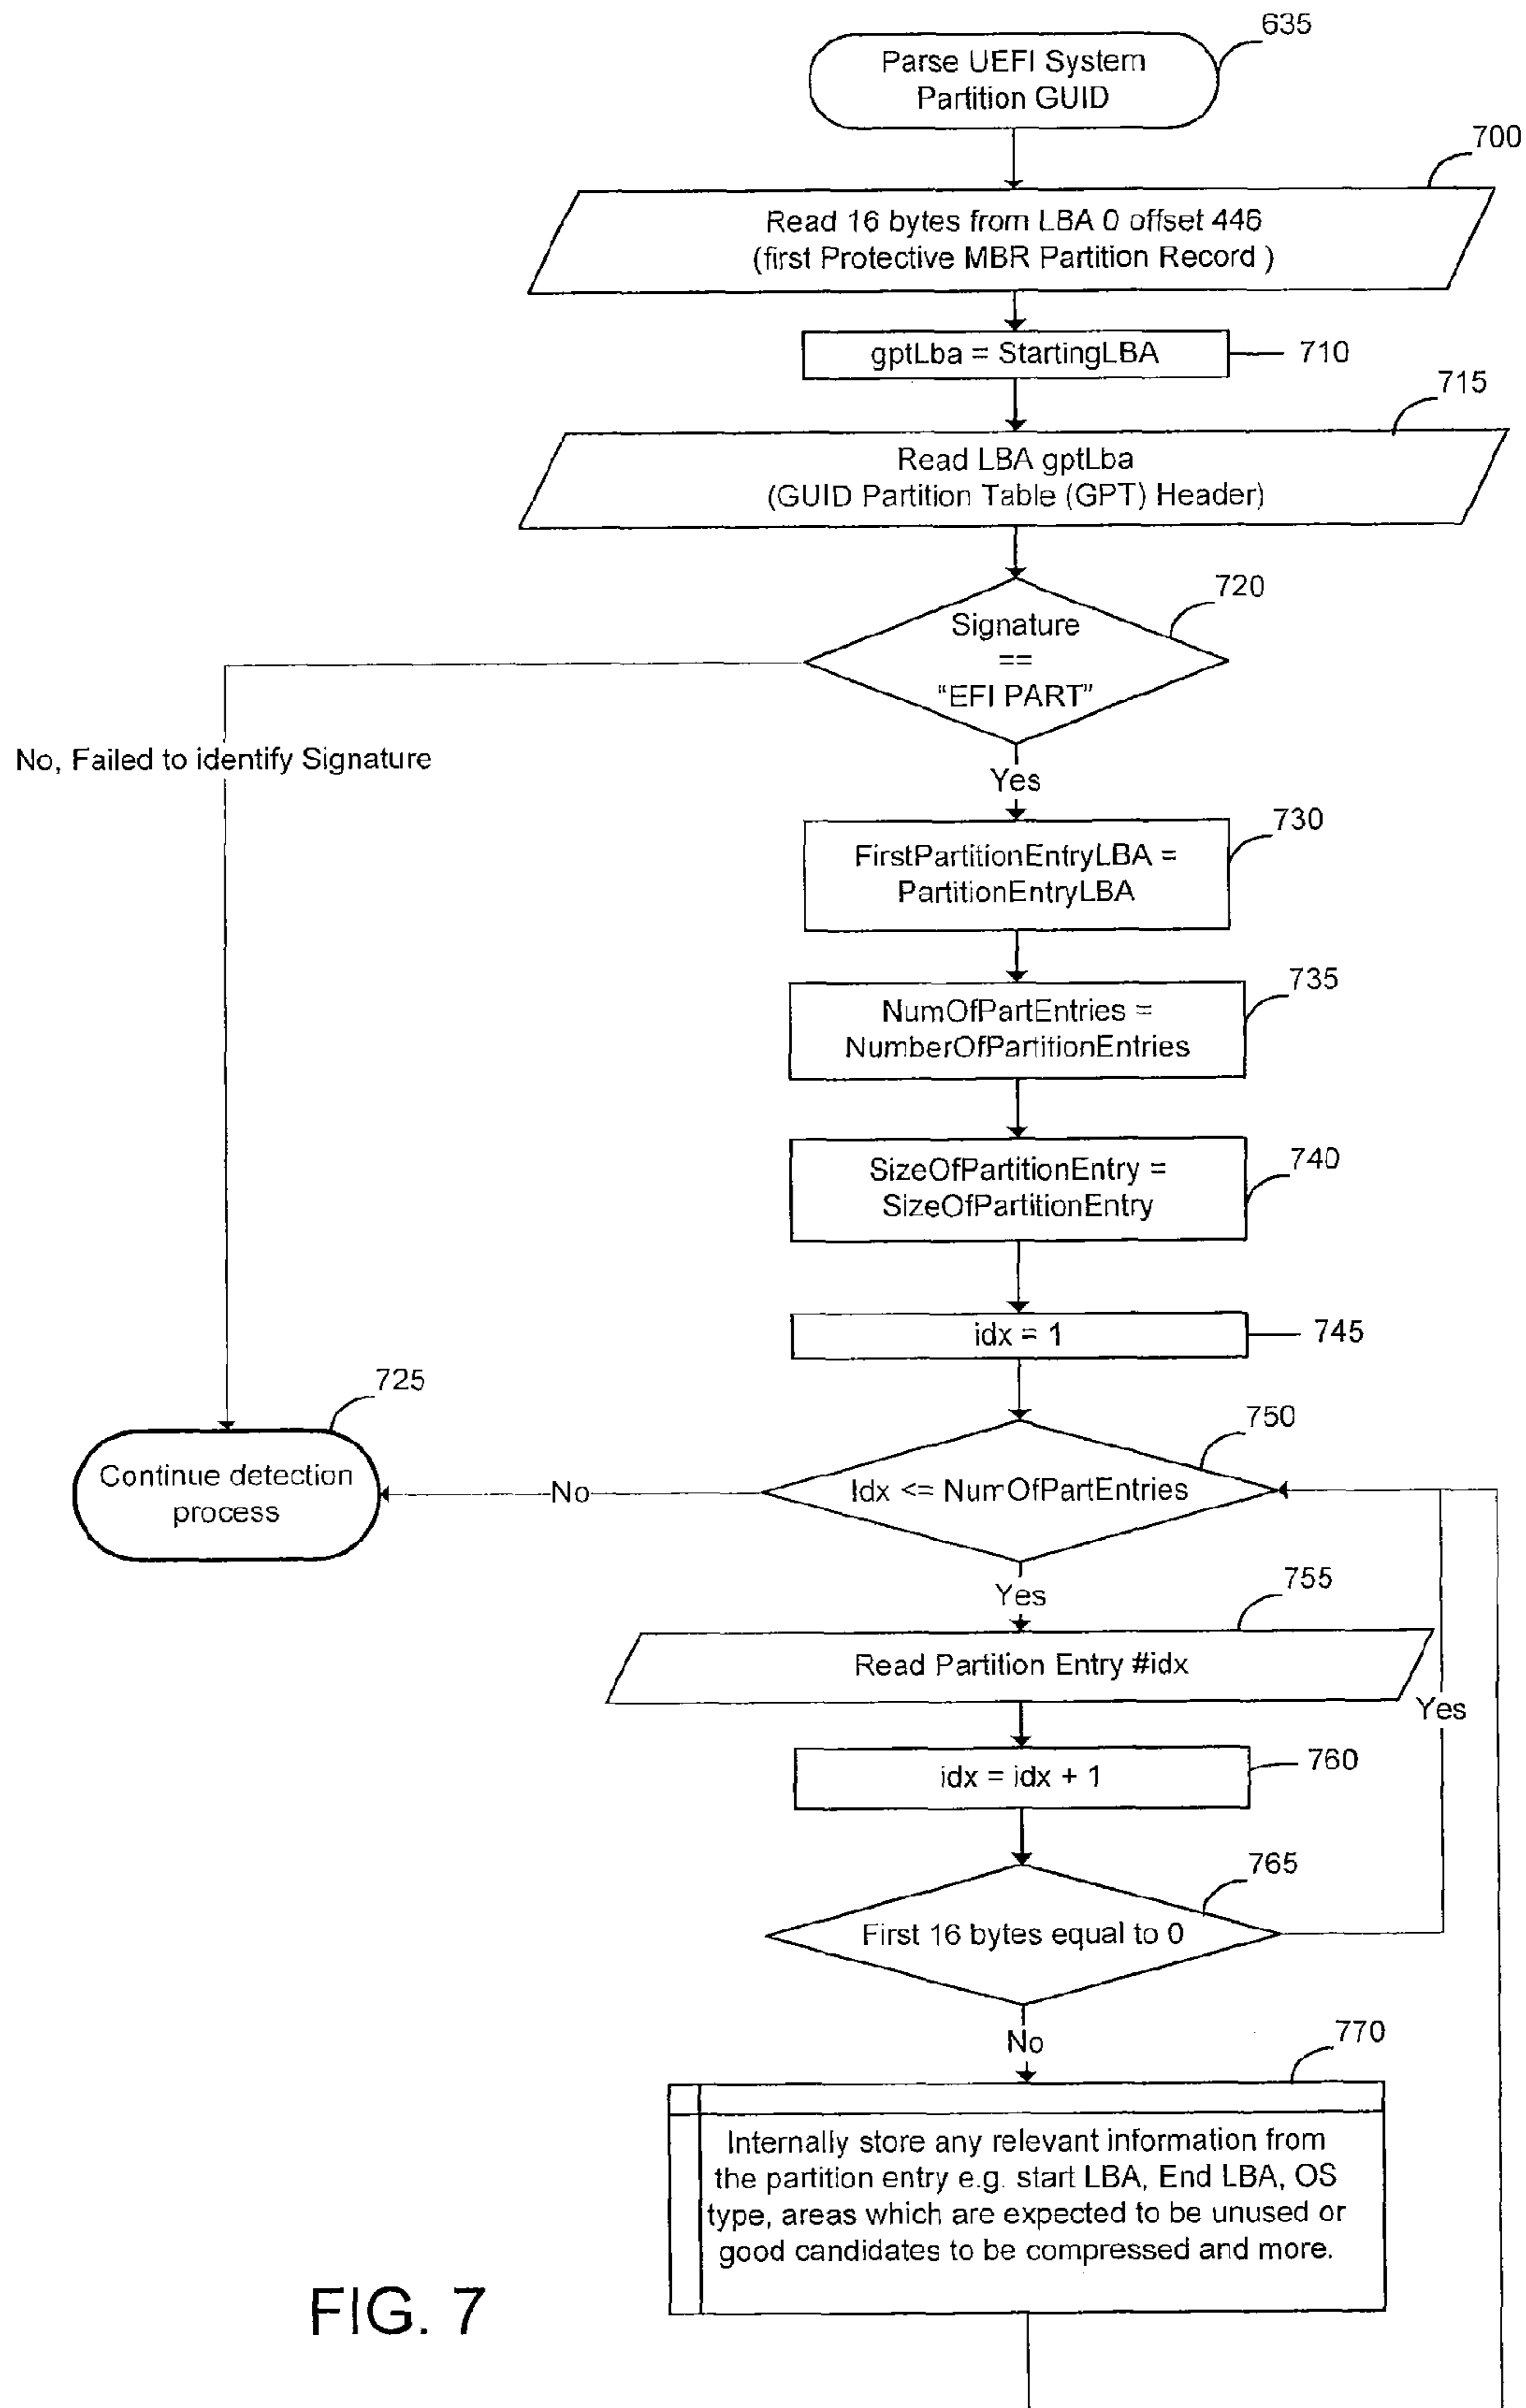 635
Parse UEFI System
Partition GUID
700
Read 16 bytes from LBA 0 offset 446
(first Protective MBR Partition Record )
gptLba = StartingLBA
710
715
Read LBA gptLba
(GUID Partition Table (GPT) Header)
720
Signature
==
"EFI PART"
No, Failed to identify Signature
Yes
730
FirstPartitionEntryLBA =
PartitionEntryLBA
735
NumOfPartEntries =
NumberOfPartitionEntries
740
SizeOfPartitionEntry =
SizeOfPartitionEntry
idx = 1
745
725
Continue detection
process
No
750
Idx <= NumOfPartEntries
Yes
755
Read Partition Entry #idx
Yes
idx = idx + 1
760
765
First 16 bytes equal to 0
No
770
Internally store any relevant information from
the partition entry e.g. start LBA, End LBA, OS
type, areas which are expected to be unused or
good candidates to be compressed and more.
FIG. 7